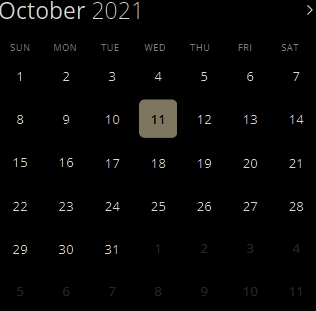 October 2021
SUN MON TUE WED THU FRI SAT
1 2 3 4 5 6 7
8 9 10 11 12 13 14
15 16 17 18 19 20 21
22 23 24 25 26 27 28
29 30 31 1 2 3 4
5 6 7 8 9 10 11